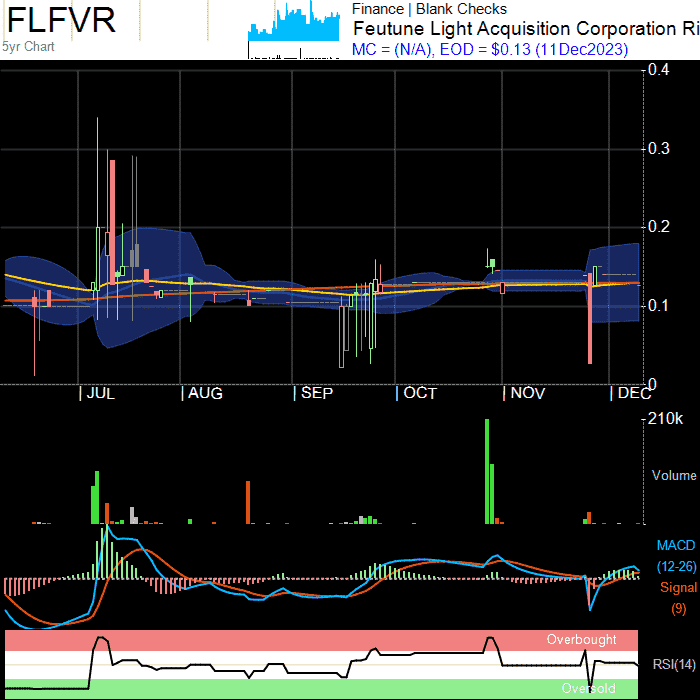 FLFVR
5yr Chart
Finance | Blank Checks
Feutune Light Acquisition Corporation Ri
MC = (N/A), EOD = $0.13 (11Dec2023)
0.4
0.3
0.2
0.1
0
JUL
AUG
SEP
OCT
NOV
DEC
210k
Volume
MACD
(12-26)
Signal
(9)
Overbought
RSI(14)
Oversold